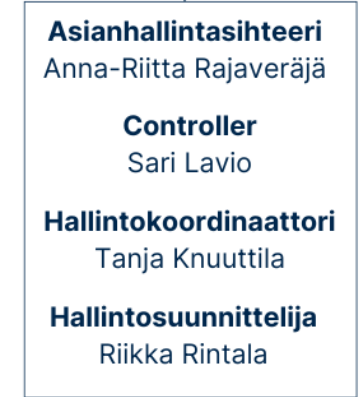 Asianhallintasihteeri
Anna-Riitta Rajaveräjä
Controller
Sari Lavio
Hallintokoordinaattori
Tanja Knuuttila
Hallintosuunnittelija
Riikka Rintala